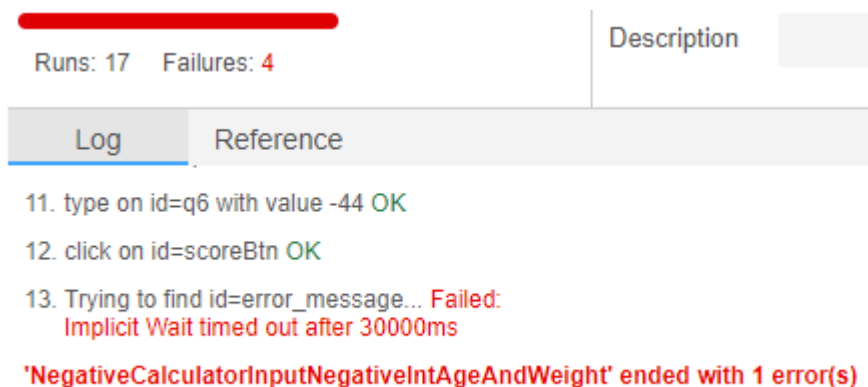 Runs: 17 Failures: 4
Description
Log Reference
11. type on id=q6 with value -44 OK
12. click on id=scoreBtn OK
13. Trying to find id=error_message... Failed:
Implicit Wait timed out after 30000ms
'NegativeCalculatorInputNegativeIntAgeAndWeight' ended with 1 error(s)